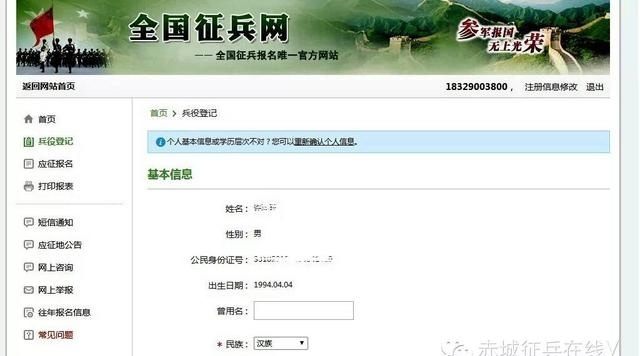 全国征兵网
—— 全国征兵报名唯一官方网站
参军报国
无上光荣
返回网站首页
18329003800， 注册信息修改 退出
首页
兵役登记
应征报名
打印报表
短信通知
应征地公告
网上咨询
网上举报
往年报名信息
常见问题
首页 > 兵役登记
个人基本信息或学历层次不对？您可以重新确认个人信息。
基本信息
姓名：
性别： 男
公民身份证号：
出生日期： 1994.04.04
曾用名：
* 民族： 汉族
赤城征兵在线V